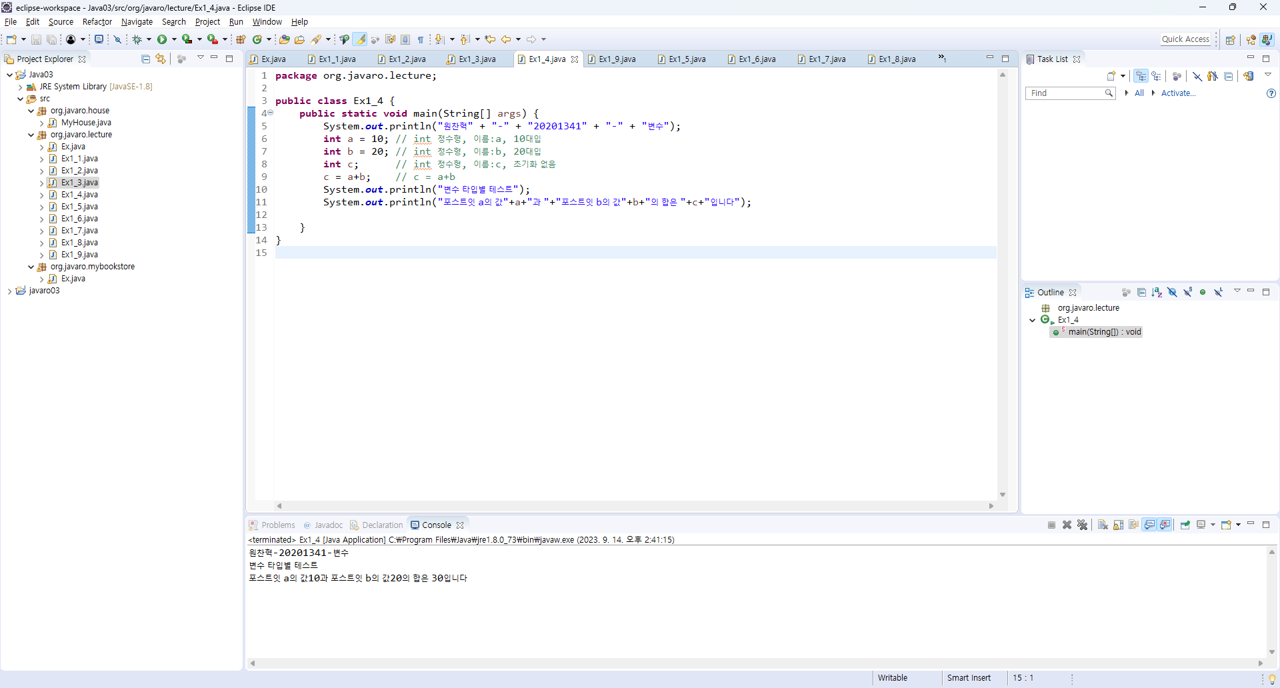 eclipse-workspace - Java03/src/org/javaro/lecture/Ex1_4.java - Eclipse IDE
File Edit Source Refactor Navigate Search Project Run Window Help
Quick Access
Project Explorer
Java03
JRE System Library [JavaSE-1.8]
src
org.javaro.house
MyHouse.java
org.javaro.lecture
Ex.java
Ex1_1.java
Ex1_2.java
Ex1_3.java
Ex1_4.java
Ex1_5.java
Ex1_6.java
Ex1_7.java
Ex1_8.java
Ex1_9.java
org.javaro.mybookstore
Ex.java
javaro03
Ex.java Ex1_1.java Ex1_2.java Ex1_3.java Ex1_4.java Ex1_9.java Ex1_5.java Ex1_6.java Ex1_7.java Ex1_8.java »1
1 package org.javaro.lecture;
2
3 public class Ex1_4 {
4 public static void main(String[] args) {
5 System.out.println("원찬혁" + "-" + "20201341" + "-" + "변수");
6 int a = 10; // int 정수형, 이름:a, 10대입
7 int b = 20; // int 정수형, 이름:b, 20대입
8 int c; // int 정수형, 이름:c, 초기화 없음
9 c = a+b; // c = a+b
10 System.out.println("변수 타입별 테스트");
11 System.out.println("포스트잇 a의 값"+a+"과 "+"포스트잇 b의 값"+b+"의 합은 "+c+"입니다");
12
13 }
14 }
15
Task List
Find All Activate...
Outline
org.javaro.lecture
Ex1_4
main(String[]) : void
Problems Javadoc Declaration Console
<terminated> Ex1_4 [Java Application] C:₩Program Files₩Java₩jre1.8.0_73₩bin₩javaw.exe (2023. 9. 14. 오후 2:41:15)
원찬혁-20201341-변수
변수 타입별 테스트
포스트잇 a의 값10과 포스트잇 b의 값20의 합은 30입니다
Writable Smart Insert 15 : 1